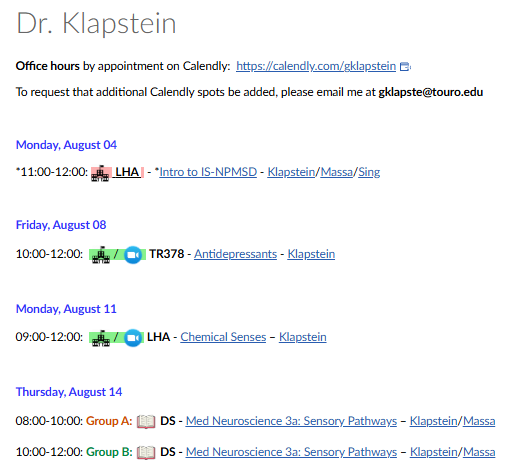 Dr. Klapstein
Office hours by appointment on Calendly: https://calendly.com/gklapstein
To request that additional Calendly spots be added, please email me at gklapste@touro.edu
Monday, August 04
*11:00-12:00: LHA - *Intro to IS-NPMSD - Klapstein/Massa/Sing
Friday, August 08
10:00-12:00: / TR378 - Antidepressants - Klapstein
Monday, August 11
09:00-12:00: / LHA - Chemical Senses – Klapstein
Thursday, August 14
08:00-10:00: Group A: DS - Med Neuroscience 3a: Sensory Pathways – Klapstein/Massa
10:00-12:00: Group B: DS - Med Neuroscience 3a: Sensory Pathways – Klapstein/Massa